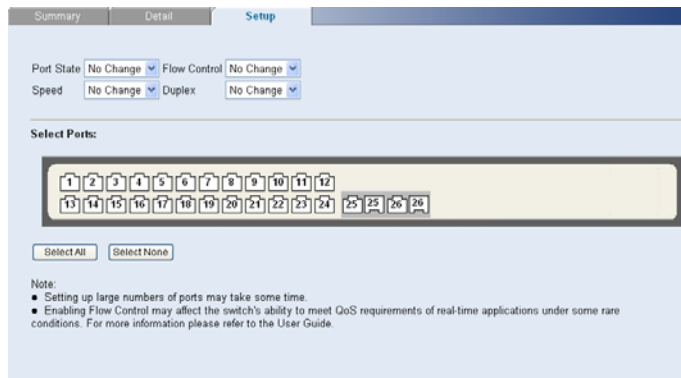 Summary Detail Setup
Port State No Change Flow Control No Change
Speed No Change Duplex No Change
Select Ports:
1 2 3 4 5 6 7 8 9 10 11 12
13 14 15 16 17 18 19 20 21 22 23 24 25 25 26 26
Select All Select None
Note:
• Setting up large numbers of ports may take some time.
• Enabling Flow Control may affect the switch's ability to meet QoS requirements of real-time applications under some rare
conditions. For more information please refer to the User Guide.